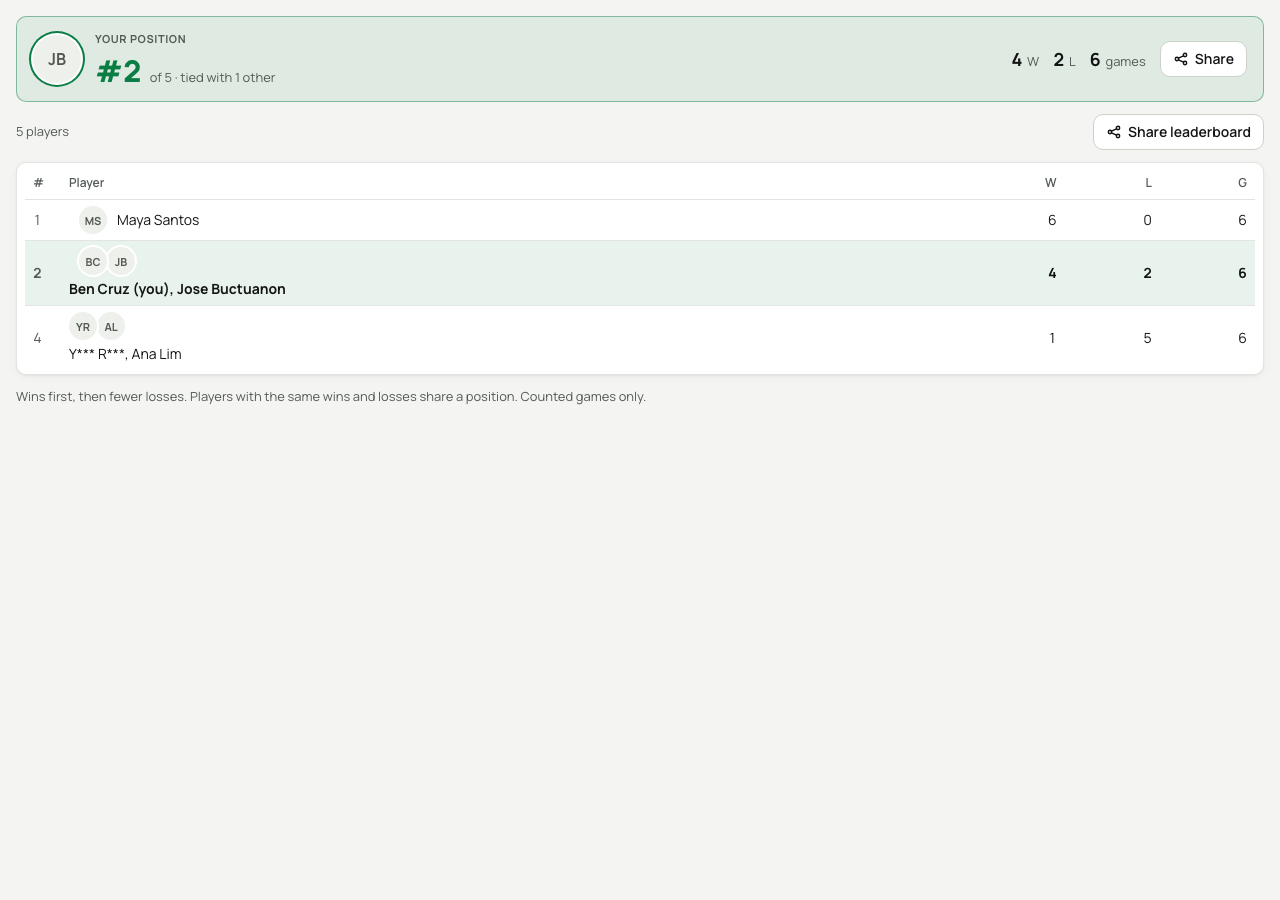 JB
YOUR POSITION
#2 of 5 · tied with 1 other
4 W 2 L 6 games
Share
5 players
Share leaderboard
# Player W L G
1 MS Maya Santos 6 0 6
BC JB
2 Ben Cruz (you), Jose Buctuanon 4 2 6
YR AL
4 Y*** R***, Ana Lim 1 5 6
Wins first, then fewer losses. Players with the same wins and losses share a position. Counted games only.